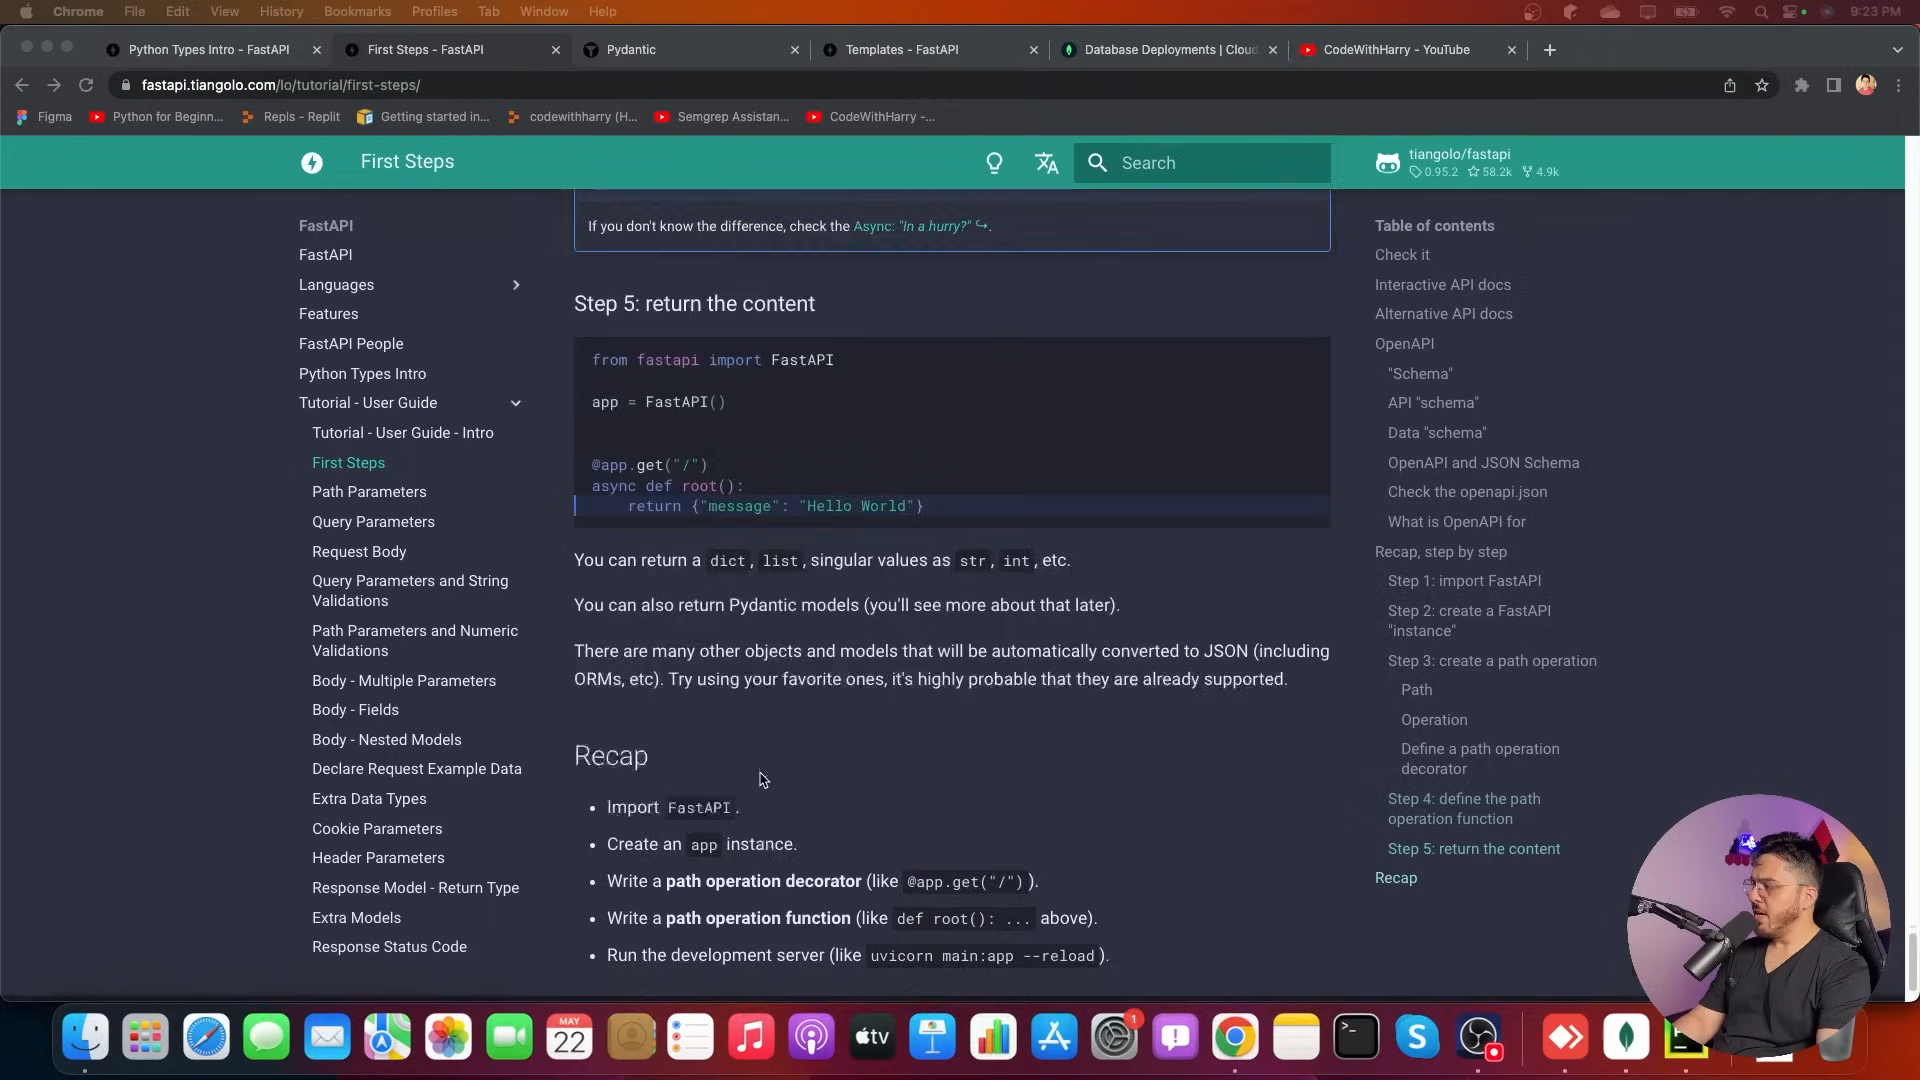 Chrome File Edit View History Bookmarks Profiles Tab Window Help 9:23 PM
Python Types Intro - FastAPI First Steps - FastAPI Pydantic Templates - FastAPI Database Deployments | Cloud CodeWithHarry - YouTube
fastapi.tiangolo.com/lo/tutorial/first-steps/
Figma Python for Beginn... Repls - Replit Getting started in... codewithharry (H... Semgrep Assistan... CodeWithHarry -...
First Steps
Search
tiangolo/fastapi
0.95.2 58.2k 4.9k
FastAPI
FastAPI
Languages
Features
FastAPI People
Python Types Intro
Tutorial - User Guide
Tutorial - User Guide - Intro
First Steps
Path Parameters
Query Parameters
Request Body
Query Parameters and String
Validations
Path Parameters and Numeric
Validations
Body - Multiple Parameters
Body - Fields
Body - Nested Models
Declare Request Example Data
Extra Data Types
Cookie Parameters
Header Parameters
Response Model - Return Type
Extra Models
Response Status Code
If you don't know the difference, check the Async: "In a hurry?".
Step 5: return the content
from fastapi import FastAPI
app = FastAPI()
@app.get("/")
async def root():
return {"message": "Hello World"}
You can return a dict, list, singular values as str, int, etc.
You can also return Pydantic models (you'll see more about that later).
There are many other objects and models that will be automatically converted to JSON (including
ORMs, etc). Try using your favorite ones, it's highly probable that they are already supported.
Recap
• Import FastAPI.
• Create an app instance.
• Write a path operation decorator (like @app.get("/")).
• Write a path operation function (like def root(): ... above).
• Run the development server (like uvicorn main:app --reload).
Table of contents
Check it
Interactive API docs
Alternative API docs
OpenAPI
"Schema"
API "schema"
Data "schema"
OpenAPI and JSON Schema
Check the openapi.json
What is OpenAPI for
Recap, step by step
Step 1: import FastAPI
Step 2: create a FastAPI
"instance"
Step 3: create a path operation
Path
Operation
Define a path operation
decorator
Step 4: define the path
operation function
Step 5: return the content
Recap
MAY
22
tv
1